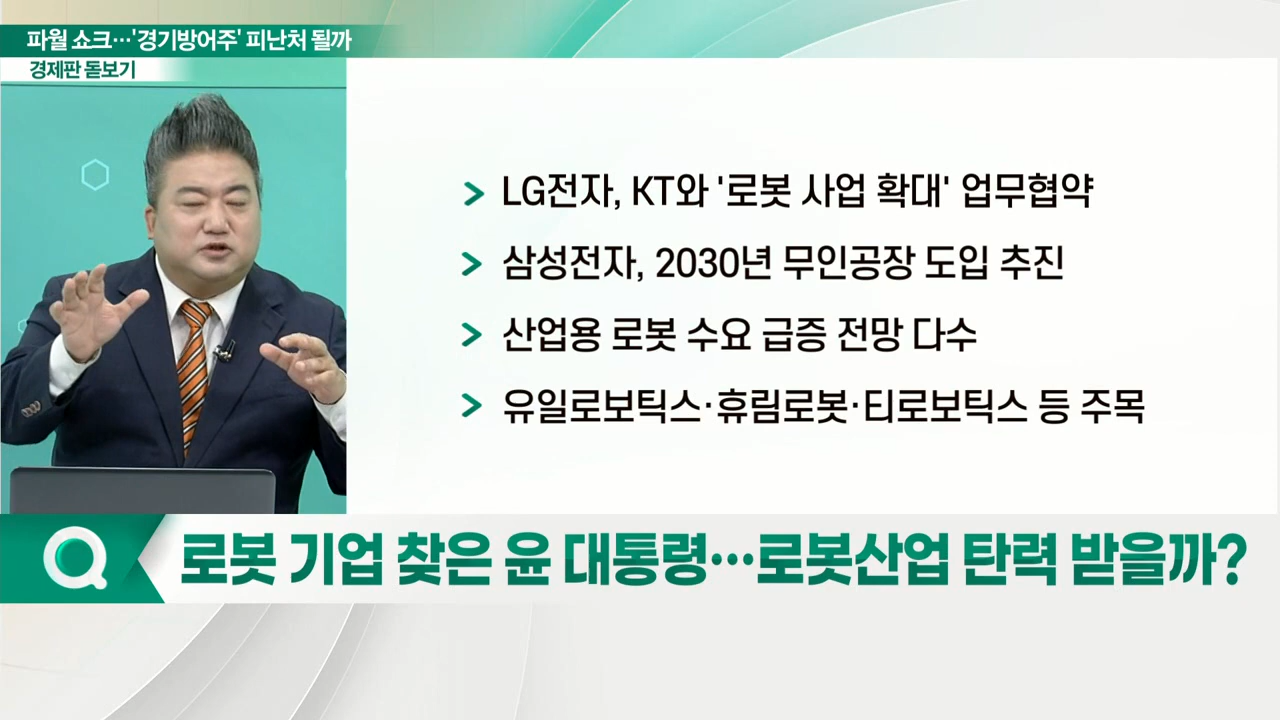 파월 쇼크…'경기방어주' 피난처 될까
경제판 돋보기
LG전자, KT와 '로봇 사업 확대' 업무협약
삼성전자, 2030년 무인공장 도입 추진
산업용 로봇 수요 급증 전망 다수
유일로보틱스·휴림로봇·티로보틱스 등 주목
로봇 기업 찾은 윤 대통령…로봇산업 탄력 받을까?